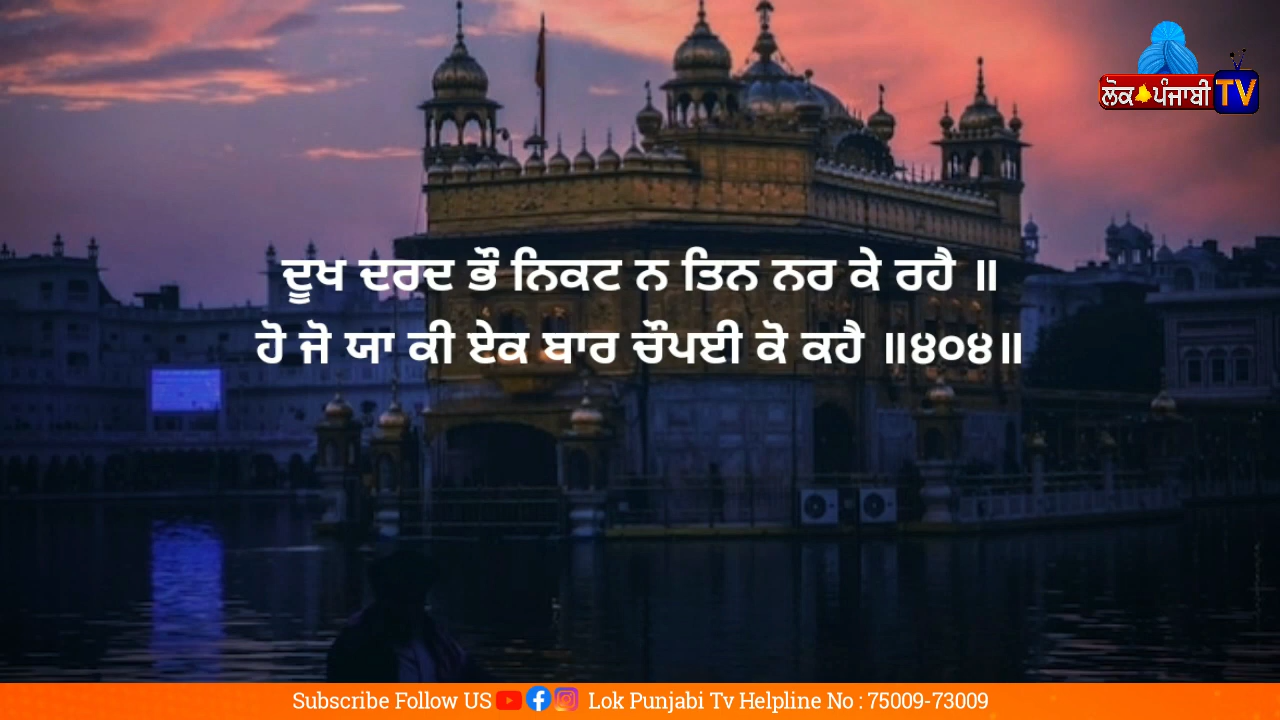 ਲੋਕ ਪੰਜਾਬੀ TV
ਦੂਖ ਦਰਦ ਭੌ ਨਿਕਟ ਨ ਤਿਨ ਨਰ ਕੇ ਰਹੈ ॥
ਹੋ ਜੋ ਯਾ ਕੀ ਏਕ ਬਾਰ ਚੌਪਈ ਕੋ ਕਹੈ ॥੪੦੪॥
Subscribe Follow US Lok Punjabi Tv Helpline No : 75009-73009